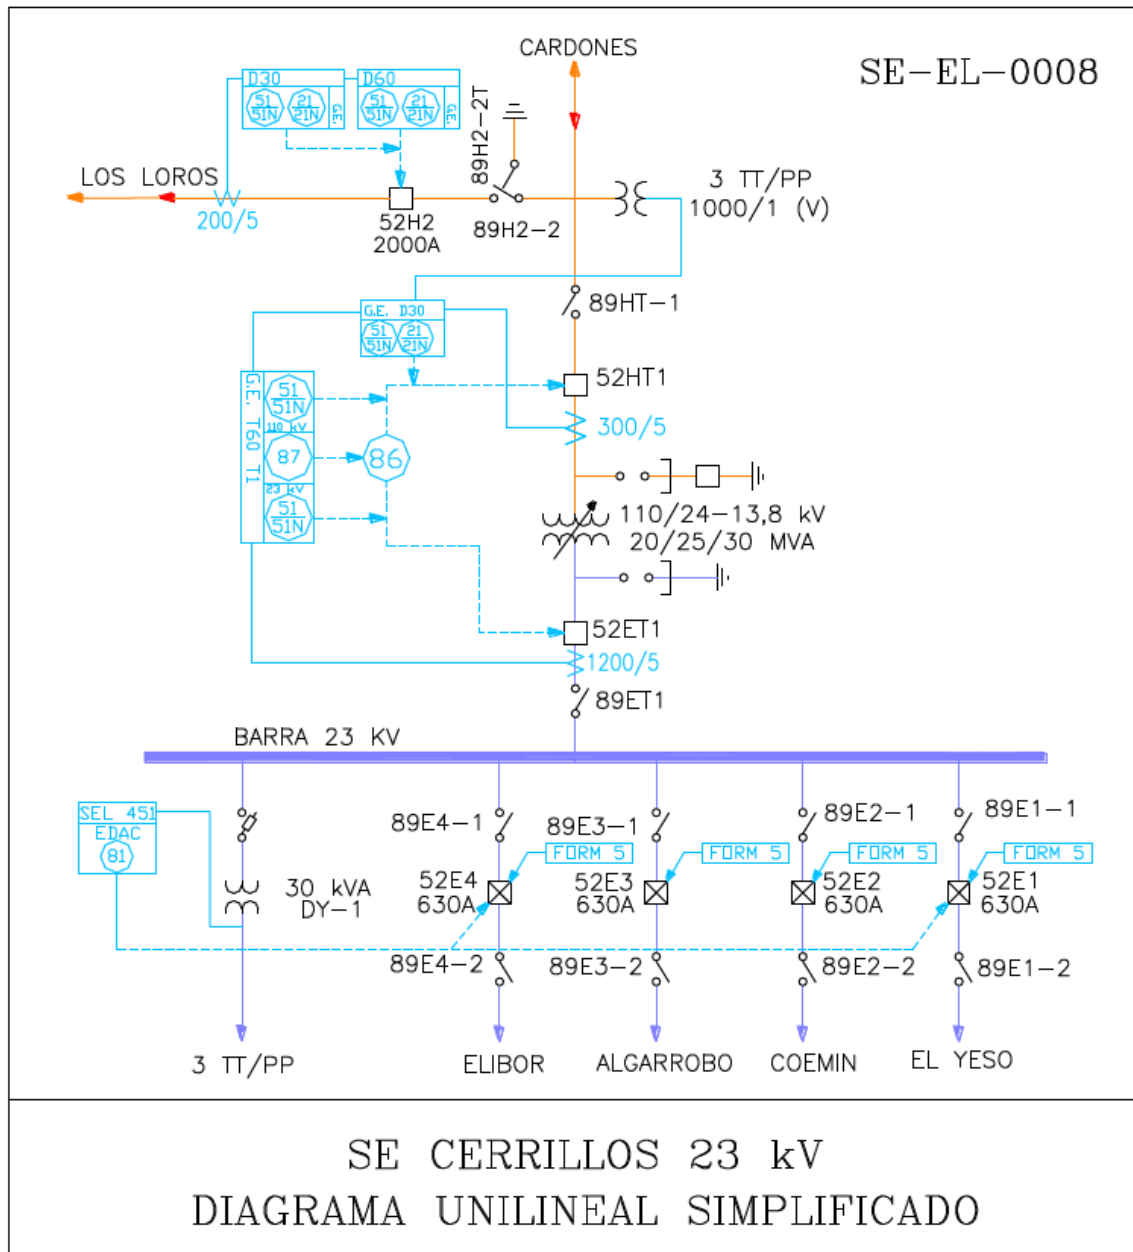 CARDONES
SE-EL-0008
D30
51
51N
21
21N
G.E.
D60
51
51N
21
21N
G.E.
89H2-2T
LOS LOROS
200/5
52H2
2000A
89H2-2
3 TT/PP
1000/1 (V)
89HT-1
G.E. D30
51
51N
21
21N
52HT1
300/5
G.E. T60 T1
51
51N
110 kV
87
23 kV
51
51N
86
110/24-13,8 kV
20/25/30 MVA
52ET1
1200/5
89ET1
BARRA 23 KV
SEL 451
EDAC
81
30 kVA
DY-1
89E4-1
89E3-1
89E2-1
89E1-1
FORM 5
FORM 5
FORM 5
FORM 5
52E4
630A
52E3
630A
52E2
630A
52E1
630A
89E4-2
89E3-2
89E2-2
89E1-2
3 TT/PP
ELIBOR
ALGARROBO
COEMIN
EL YESO
SE CERRILLOS 23 kV
DIAGRAMA UNILINEAL SIMPLIFICADO